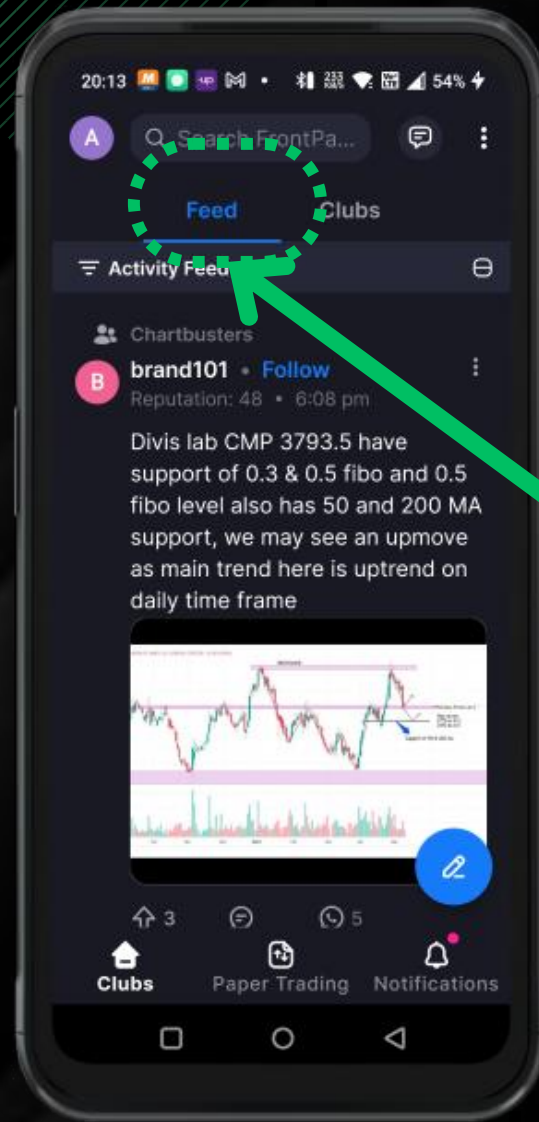 20:13 UP M • 233 KB/S 54%
A Search FrontPa...
Feed Clubs
Activity Feed
Chartbusters
B brand101 • Follow
Reputation: 48 • 6:08 pm
Divis lab CMP 3793.5 have
support of 0.3 & 0.5 fibo and 0.5
fibo level also has 50 and 200 MA
support, we may see an upmove
as main trend here is uptrend on
daily time frame
3 5
Clubs Paper Trading Notifications